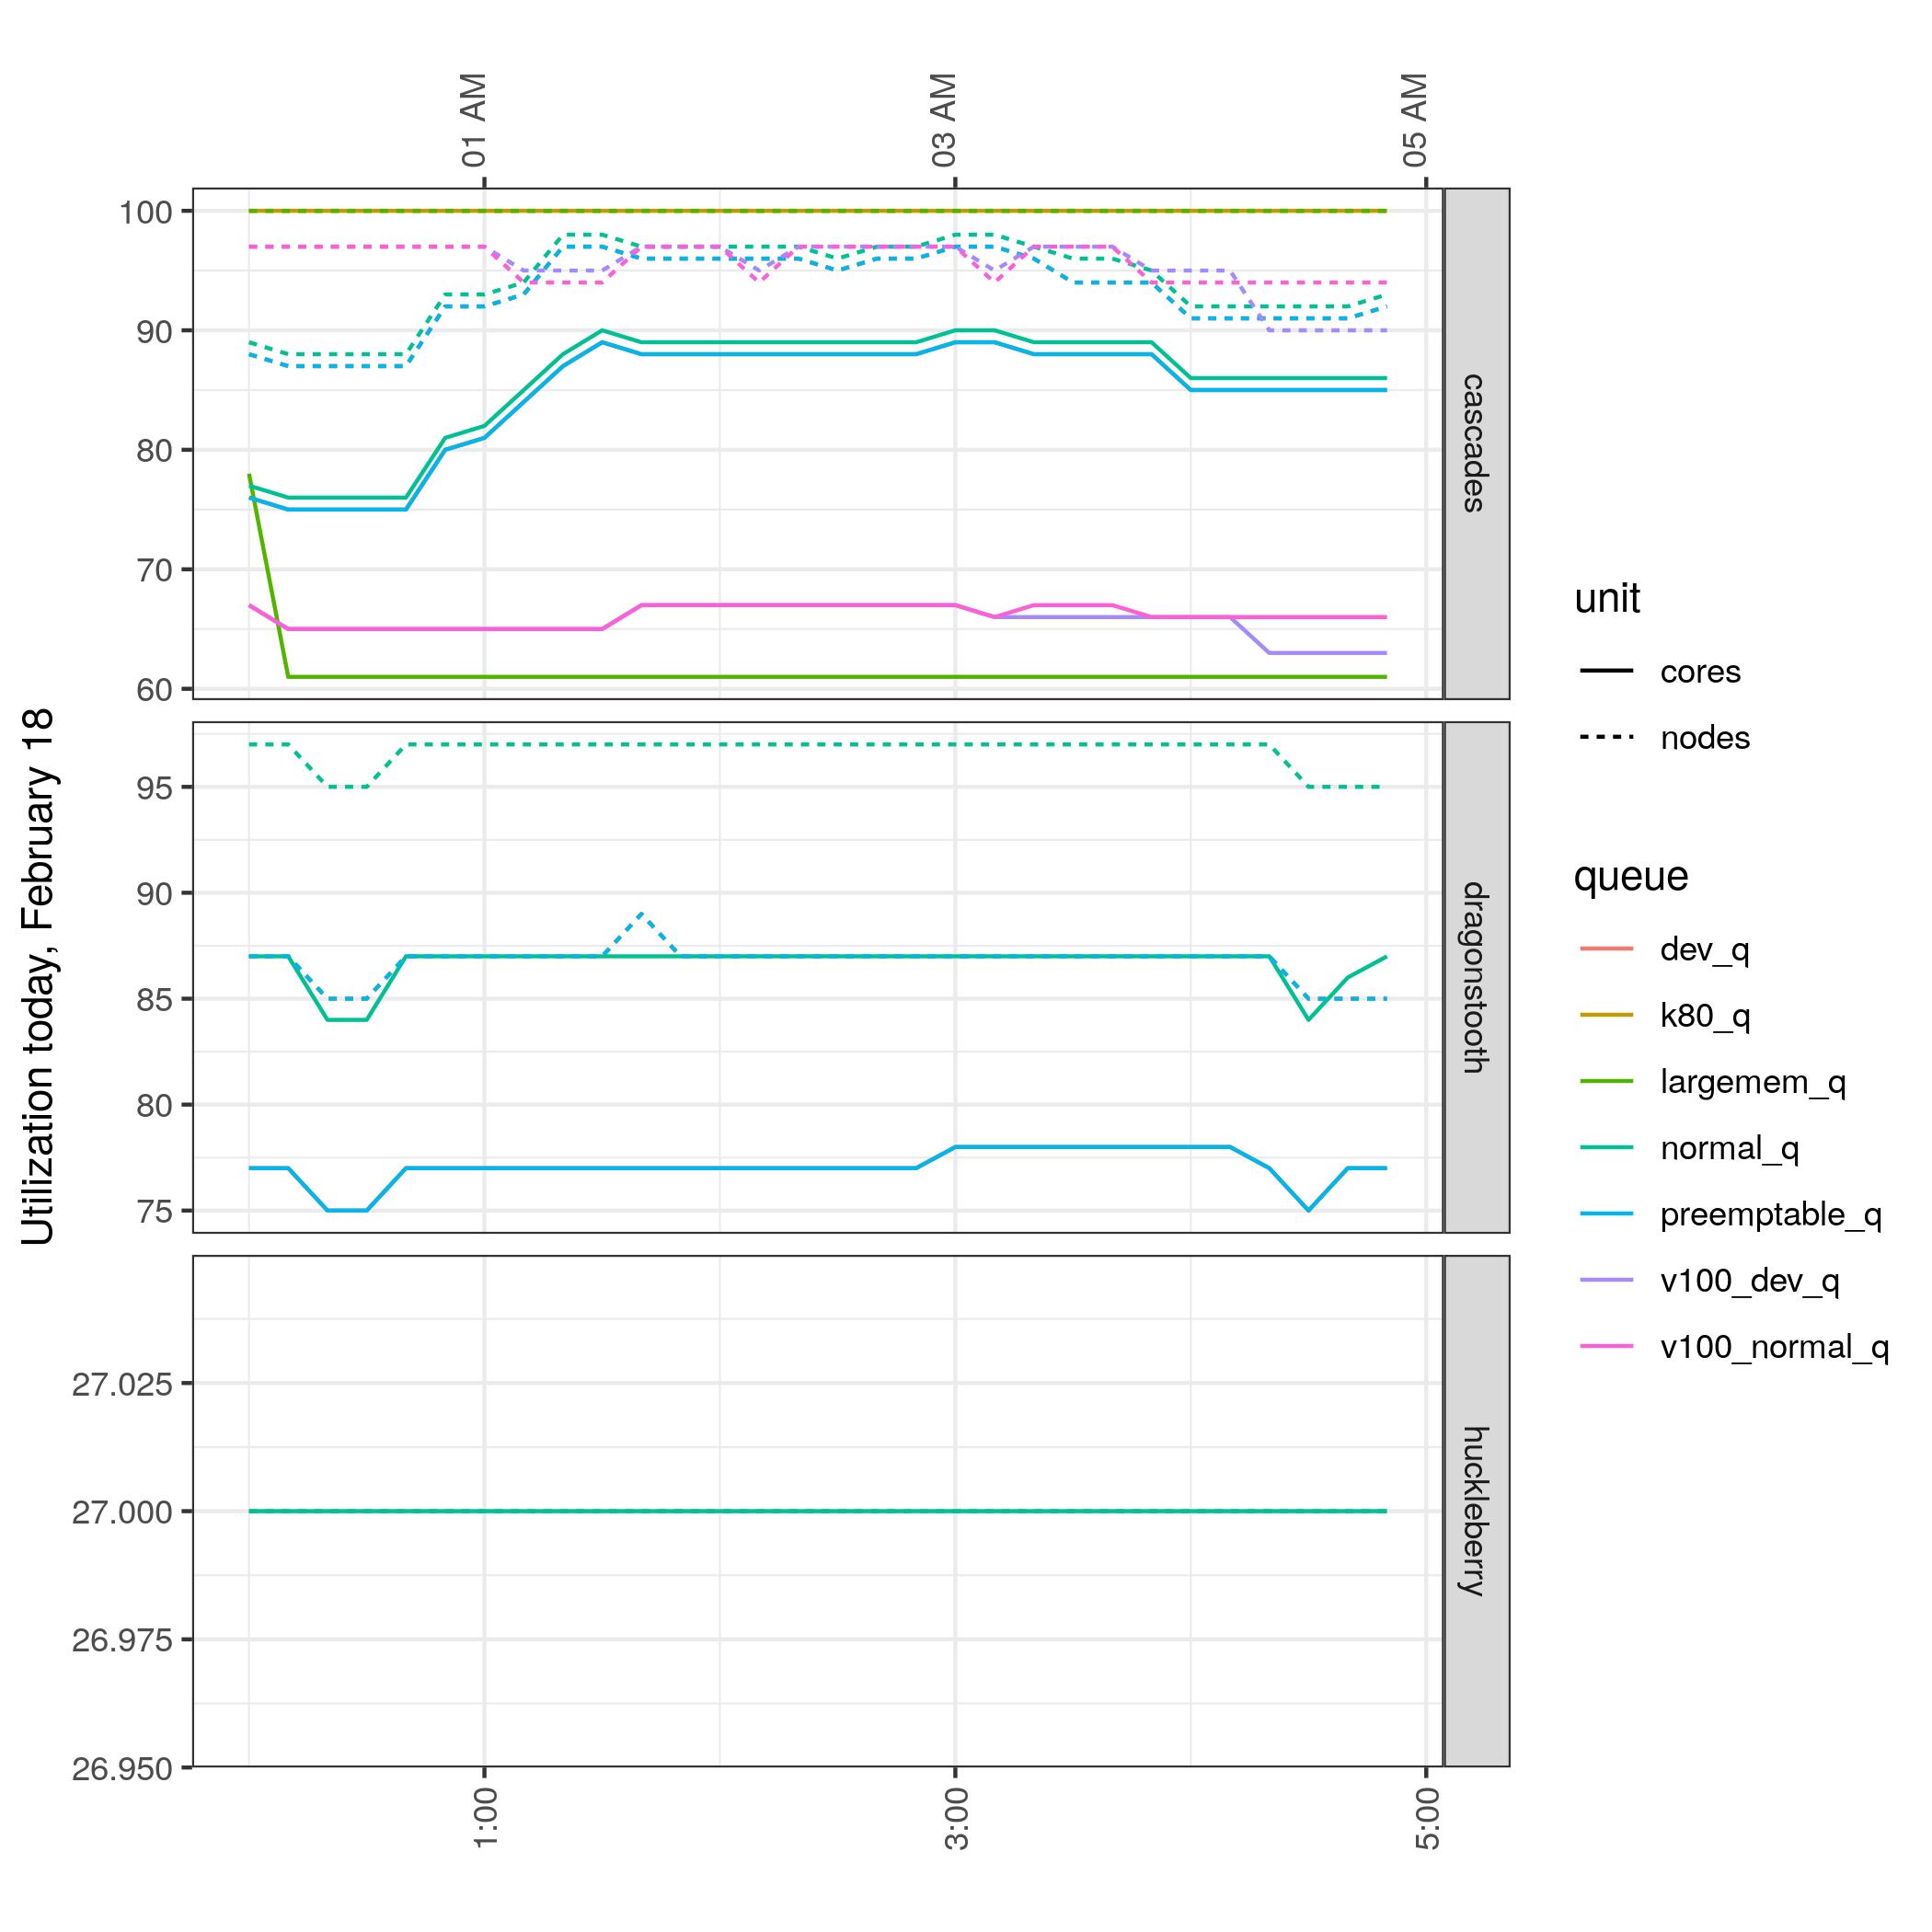 01 AM
03 AM
05 AM
100
90
80
70
60
cascades
95
90
85
80
75
dragonstooth
27.025
27.000
26.975
26.950
huckleberry
1:00
3:00
5:00
Utilization today, February 18
unit
cores
nodes
queue
dev_q
k80_q
largemem_q
normal_q
preemptable_q
v100_dev_q
v100_normal_q